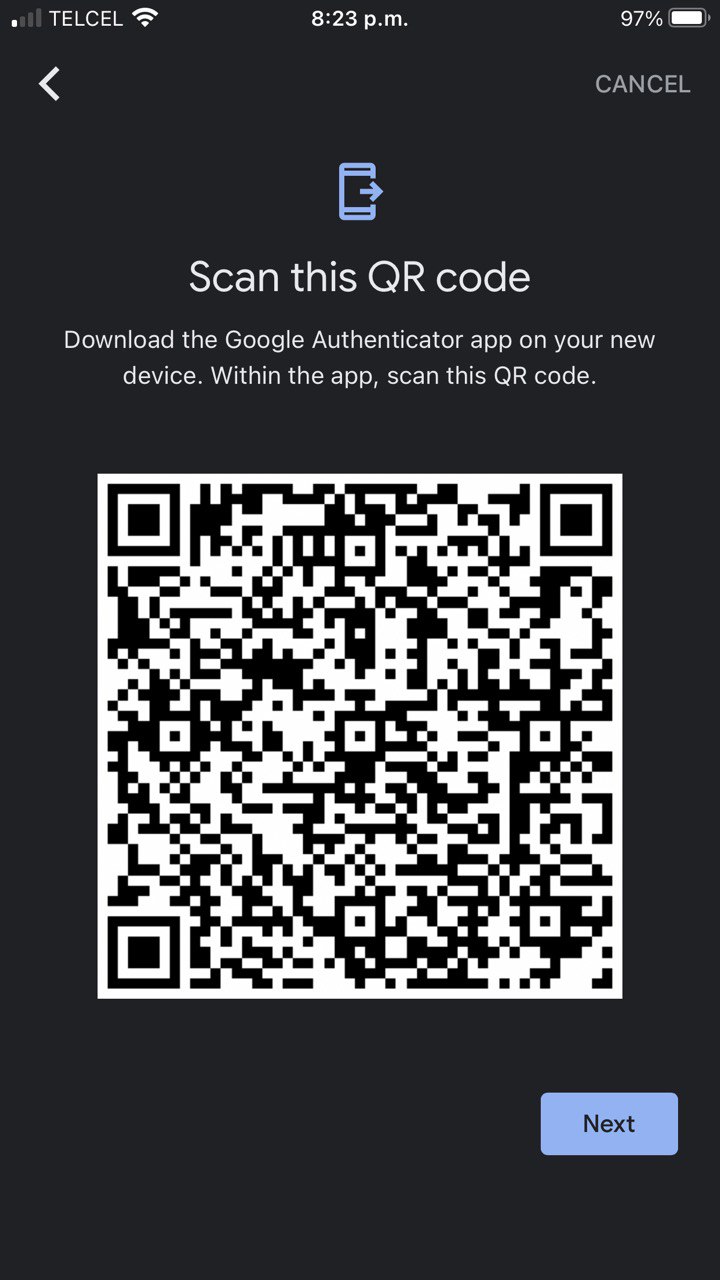 TELCEL 8:23 p.m. 97%
CANCEL
Scan this QR code
Download the Google Authenticator app on your new
device. Within the app, scan this QR code.
Next